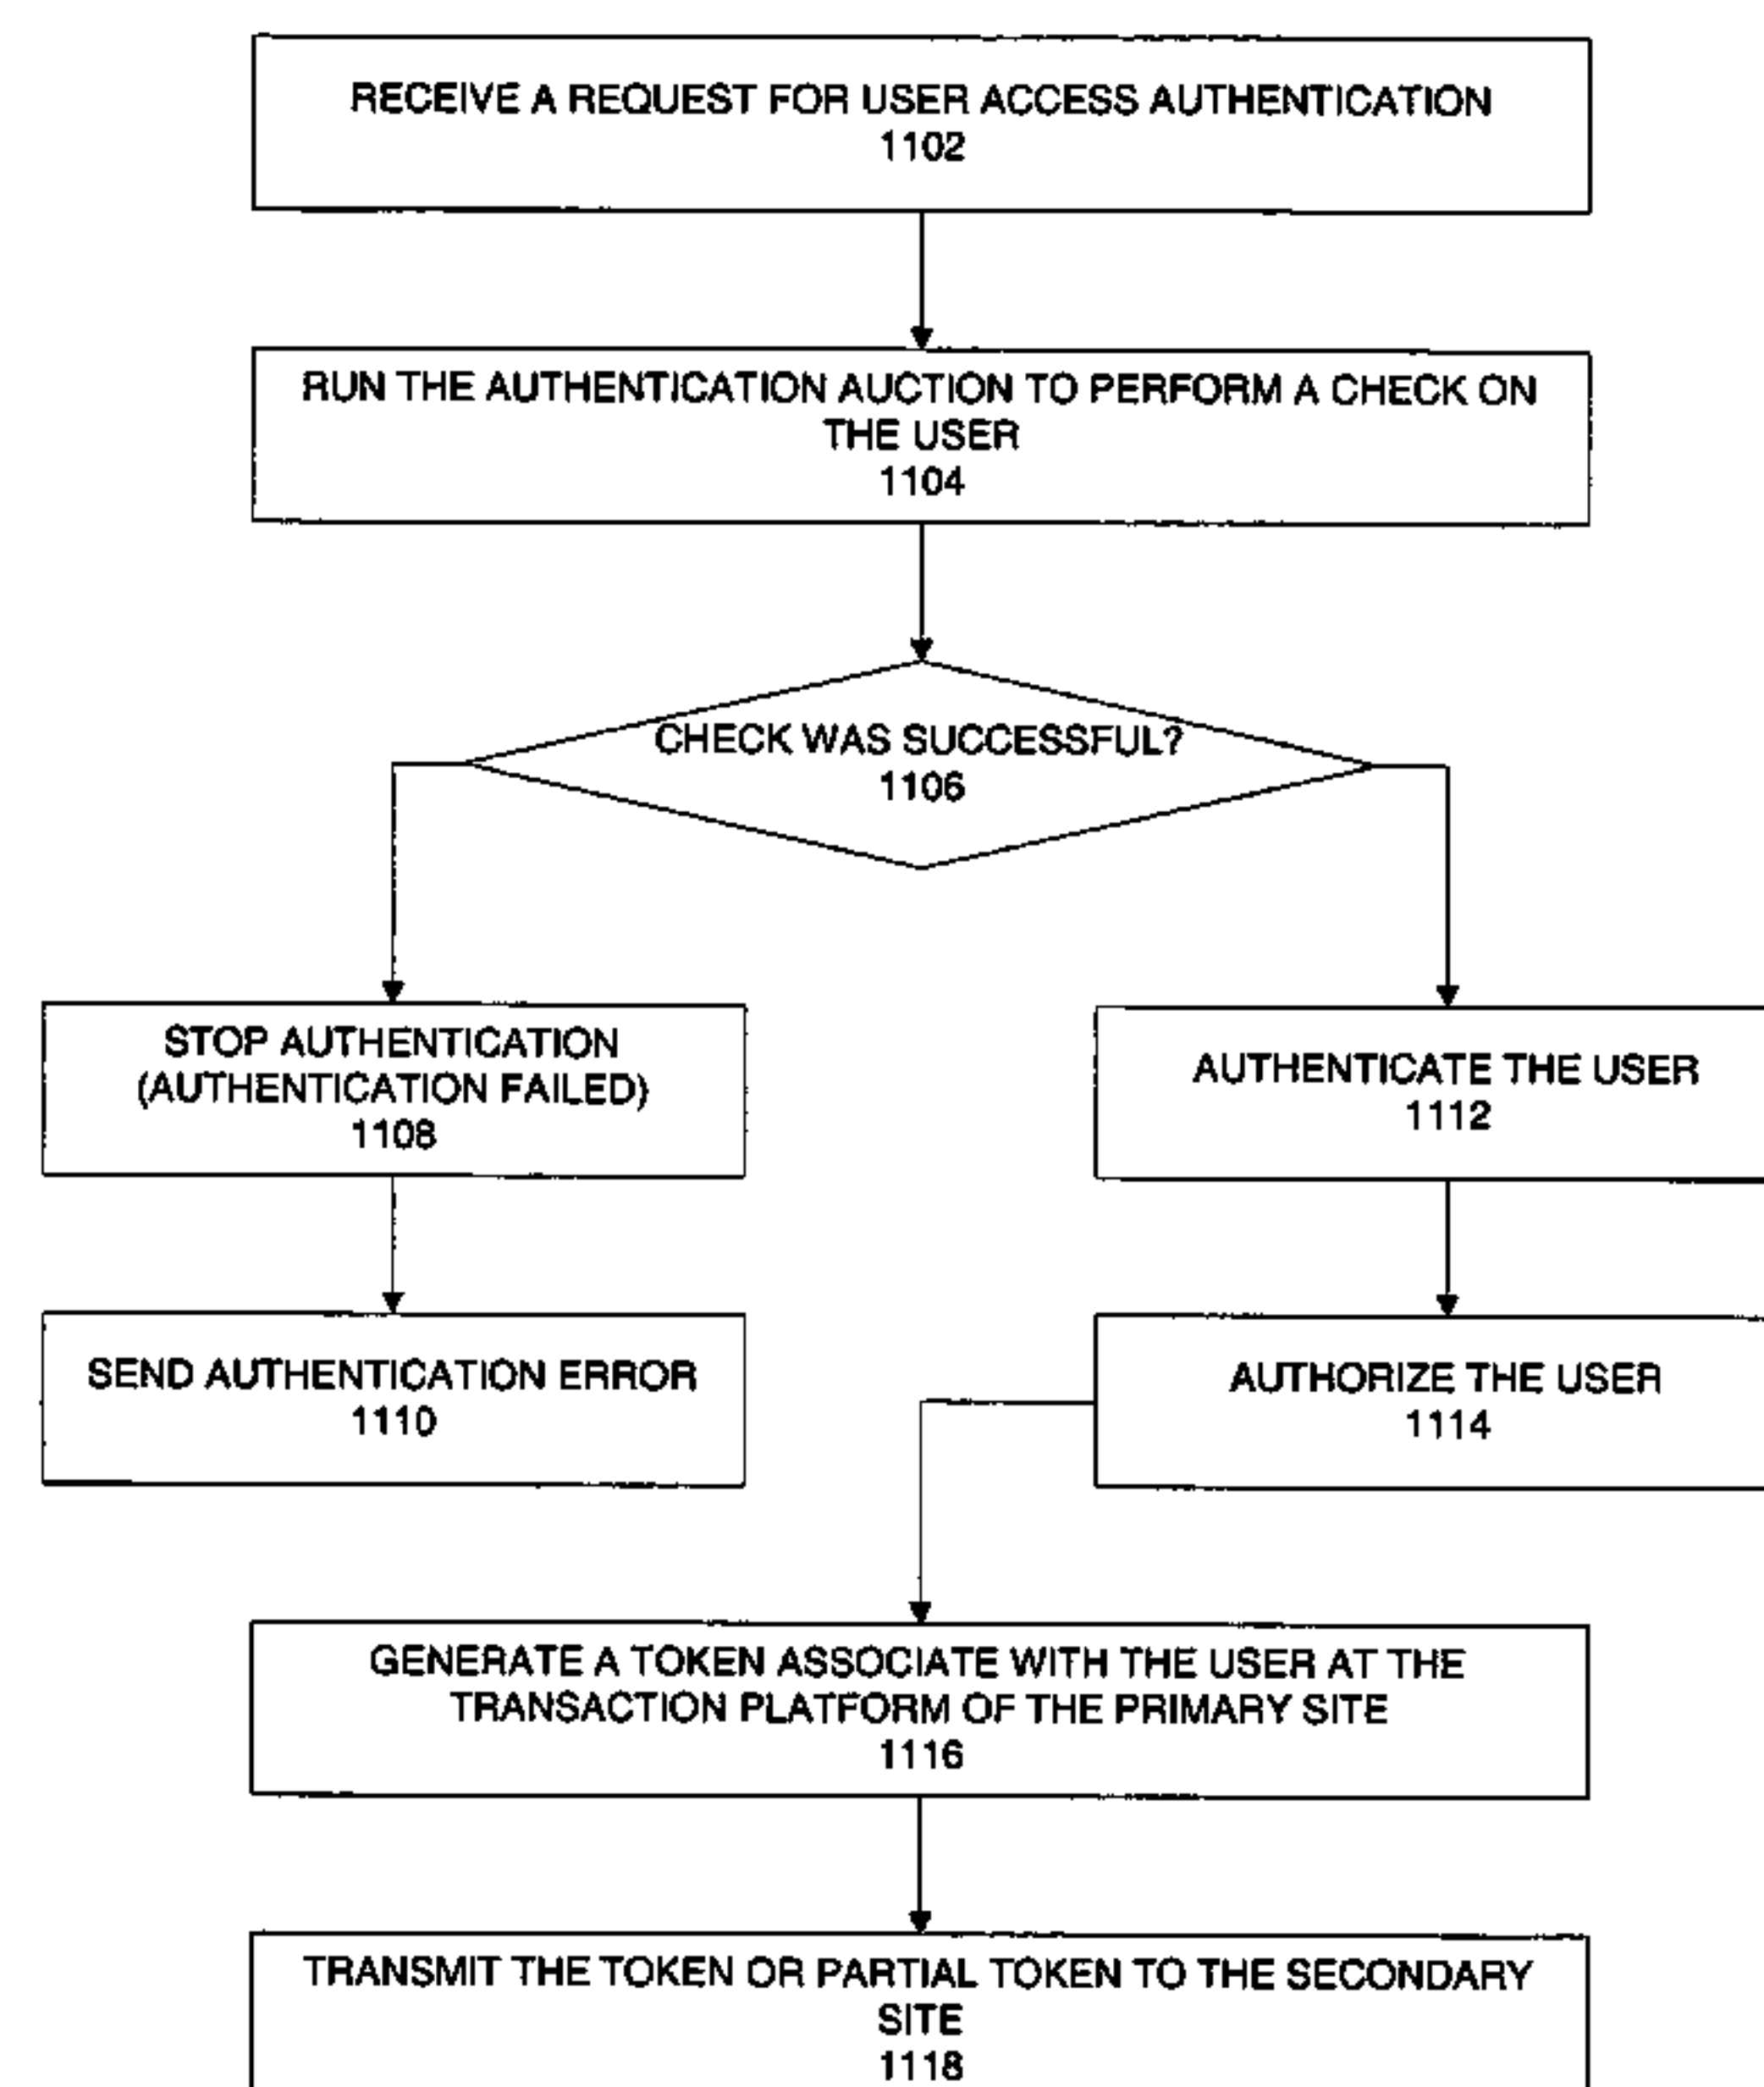 RECEIVE A REQUEST FOR USER ACCESS AUTHENTICATION
1102
RUN THE AUTHENTICATION AUCTION TO PERFORM A CHECK ON
THE USER
1104
CHECK WAS SUCCESSFUL?
1106
STOP AUTHENTICATION
(AUTHENTICATION FAILED)
1108
AUTHENTICATE THE USER
1112
SEND AUTHENTICATION ERROR
1110
AUTHORIZE THE USER
1114
GENERATE A TOKEN ASSOCIATE WITH THE USER AT THE
TRANSACTION PLATFORM OF THE PRIMARY SITE
1116
TRANSMIT THE TOKEN OR PARTIAL TOKEN TO THE SECONDARY
SITE
1118